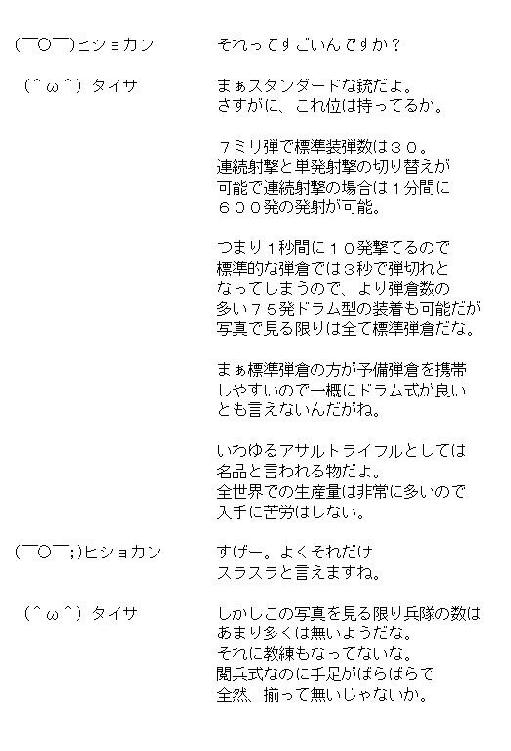 (￣○￣)ヒショカン　それってすごいんですか？
(＾ω＾) タイサ　まぁスタンダードな銃だよ。
さすがに、これ位は持ってるか。
７ミリ弾で標準装弾数は３０。
連続射撃と単発射撃の切り替えが
可能で連続射撃の場合は１分間に
６００発の発射が可能。
つまり１秒間に１０発撃てるので
標準的な弾倉では３秒で弾切れと
なってしまうので、より弾倉数の
多い７５発ドラム型の装着も可能だが
写真で見る限りは全て標準弾倉だな。
まぁ標準弾倉の方が予備弾倉を携帯
しやすいので一概にドラム式が良い
とも言えないんだがね。
いわゆるアサルトライフルとしては
名品と言われる物だよ。
全世界での生産量は非常に多いので
入手に苦労はしない。
(￣○￣;)ヒショカン　すげー。よくそれだけ
スラスラと言えますね。
(＾ω＾) タイサ　しかしこの写真を見る限り兵隊の数は
あまり多くは無いようだな。
それに教練もなってないな。
閲兵式なのに手足がばらばらで
全然、揃って無いじゃないか。